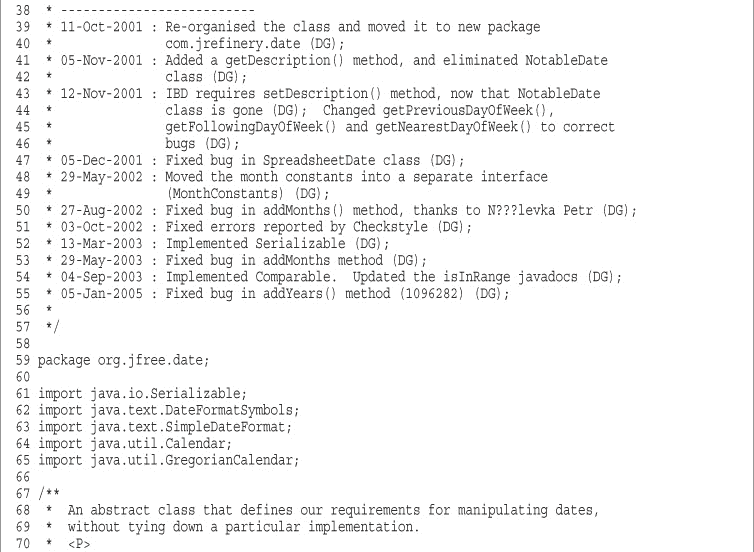 38  * --------------------------
39  * 11-Oct-2001 : Re-organised the class and moved it to new package
40  *               com.jrefinery.date (DG);
41  * 05-Nov-2001 : Added a getDescription() method, and eliminated NotableDate
42  *               class (DG);
43  * 12-Nov-2001 : IBD requires setDescription() method, now that NotableDate
44  *               class is gone (DG);  Changed getPreviousDayOfWeek(),
45  *               getFollowingDayOfWeek() and getNearestDayOfWeek() to correct
46  *               bugs (DG);
47  * 05-Dec-2001 : Fixed bug in SpreadsheetDate class (DG);
48  * 29-May-2002 : Moved the month constants into a separate interface
49  *               (MonthConstants) (DG);
50  * 27-Aug-2002 : Fixed bug in addMonths() method, thanks to N???levka Petr (DG);
51  * 03-Oct-2002 : Fixed errors reported by Checkstyle (DG);
52  * 13-Mar-2003 : Implemented Serializable (DG);
53  * 29-May-2003 : Fixed bug in addMonths method (DG);
54  * 04-Sep-2003 : Implemented Comparable.  Updated the isInRange javadocs (DG);
55  * 05-Jan-2005 : Fixed bug in addYears() method (1096282) (DG);
56  *
57  */
58
59 package org.jfree.date;
60
61 import java.io.Serializable;
62 import java.text.DateFormatSymbols;
63 import java.text.SimpleDateFormat;
64 import java.util.Calendar;
65 import java.util.GregorianCalendar;
66
67 /**
68  *  An abstract class that defines our requirements for manipulating dates,
69  *  without tying down a particular implementation.
70  *  <P>